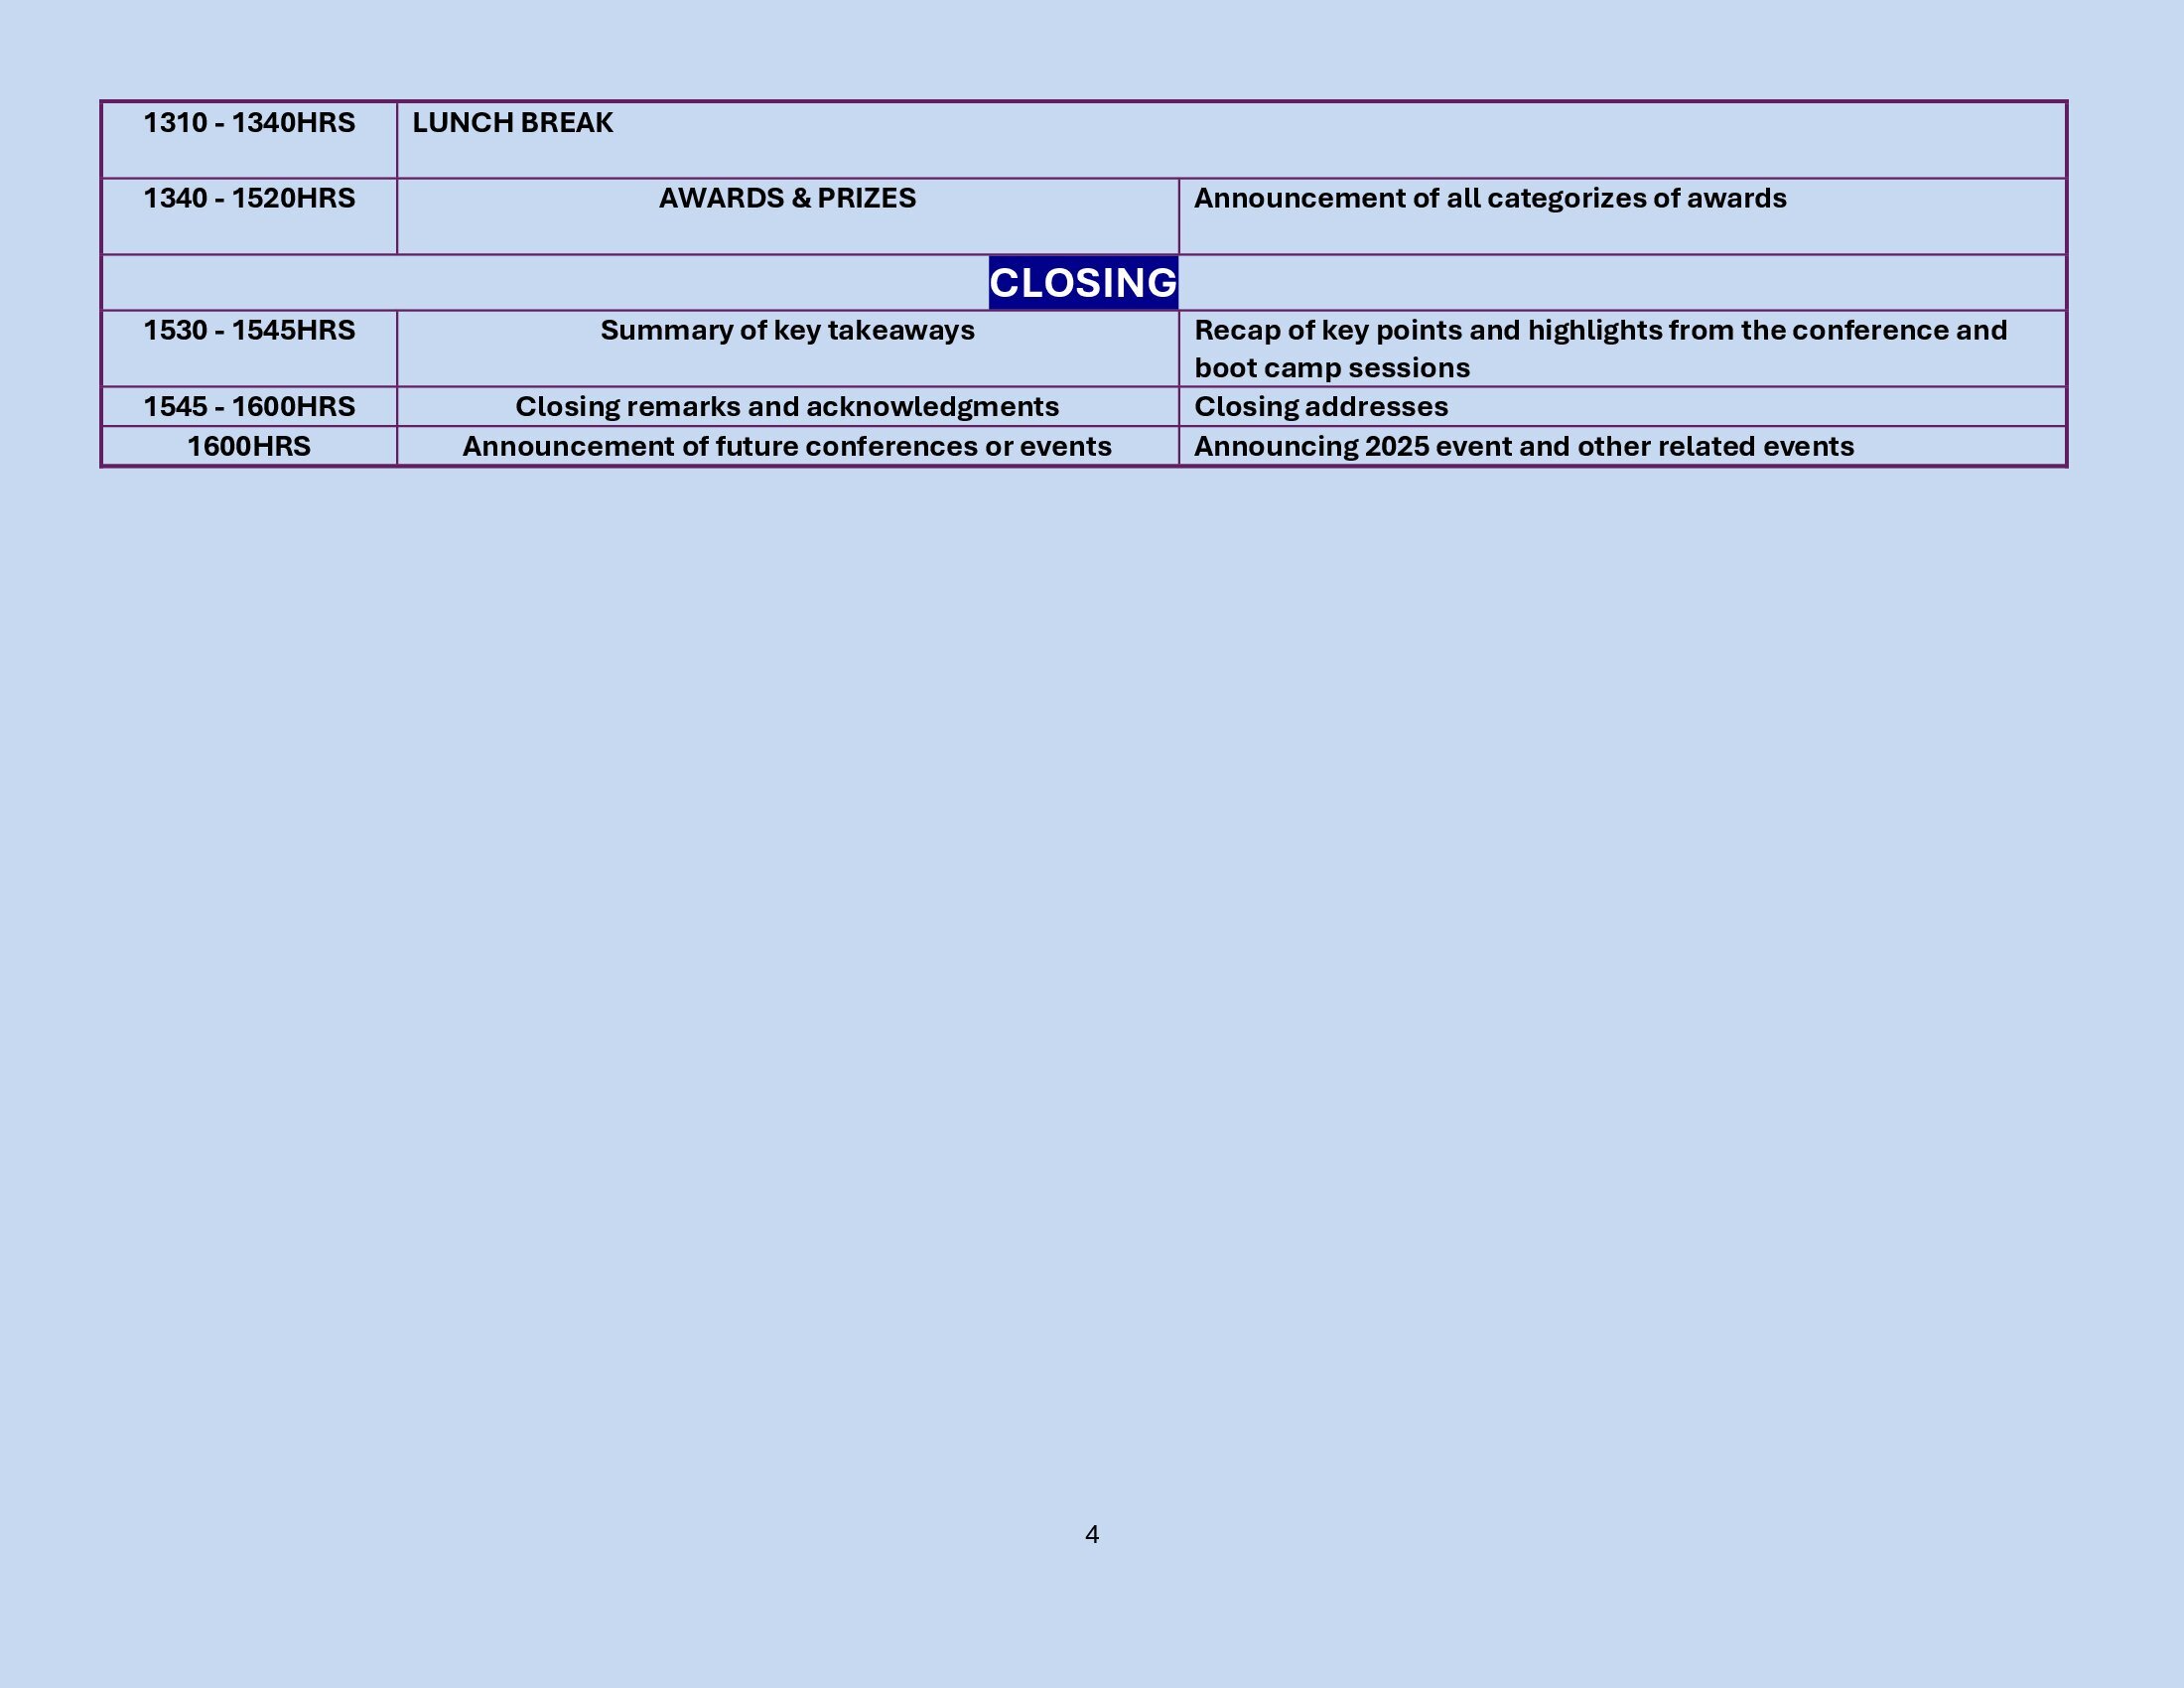 1310 - 1340HRS LUNCH BREAK
1340 - 1520HRS AWARDS & PRIZES Announcement of all categorizes of awards
CLOSING
1530 - 1545HRS Summary of key takeaways Recap of key points and highlights from the conference and
boot camp sessions
1545 - 1600HRS Closing remarks and acknowledgments Closing addresses
1600HRS Announcement of future conferences or events Announcing 2025 event and other related events
4